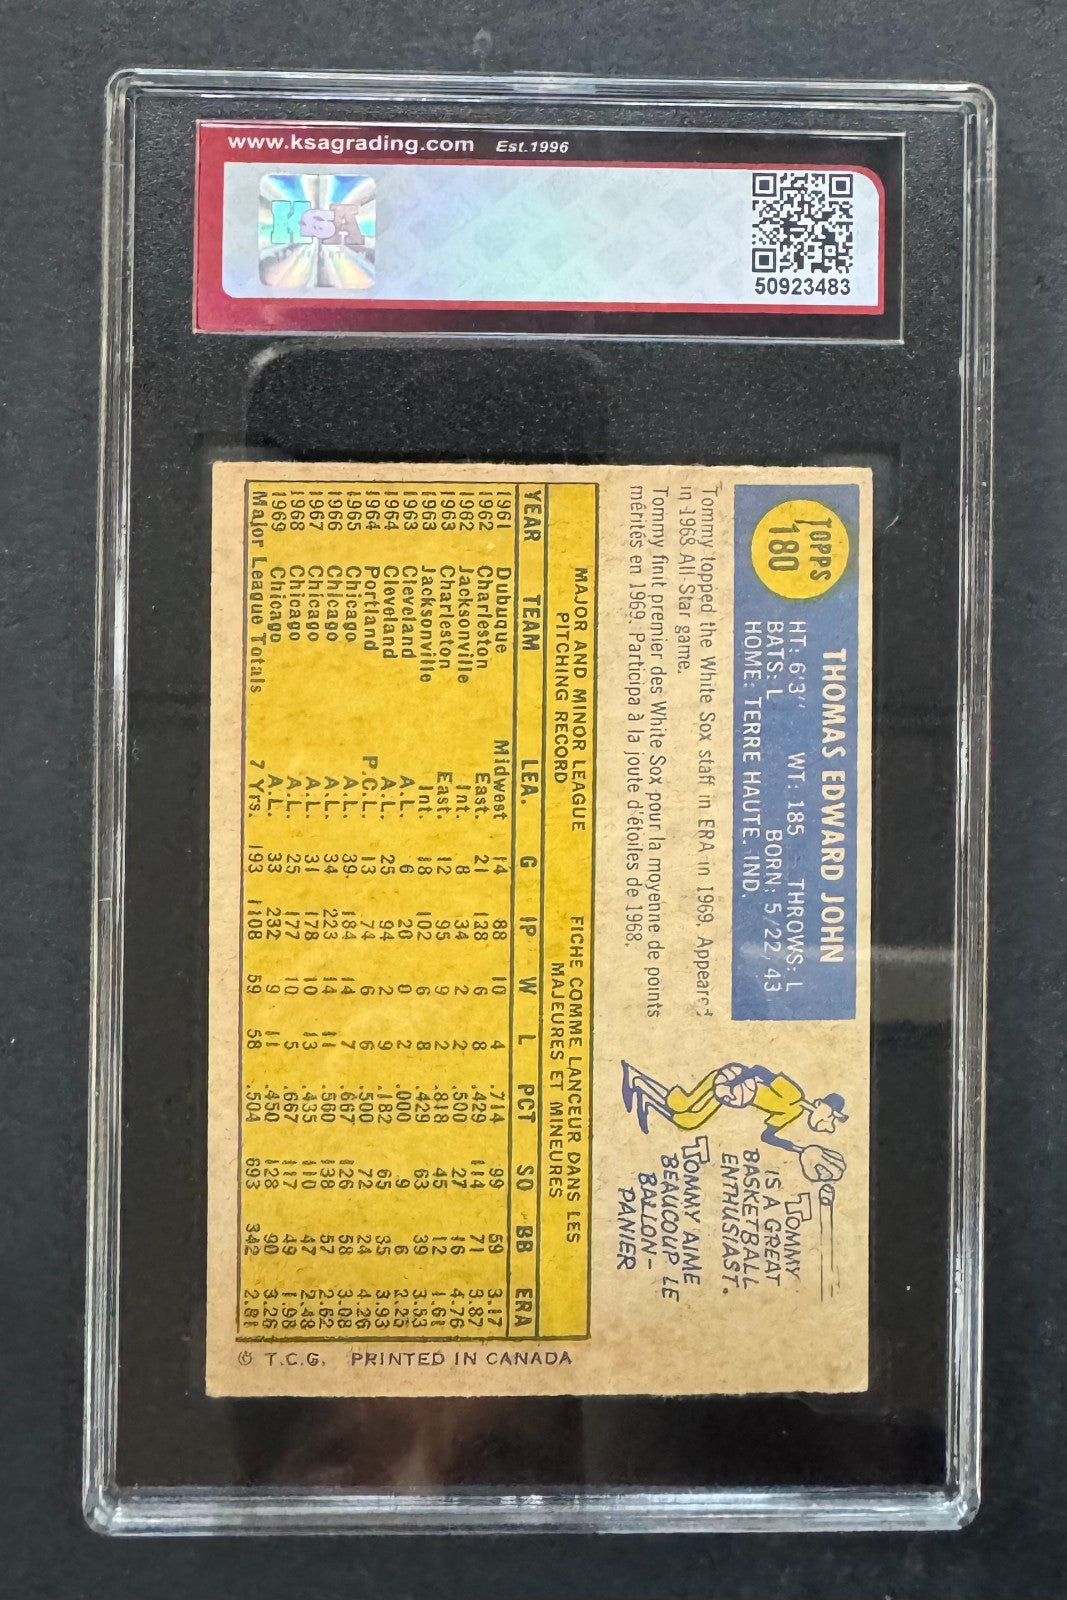 www.ksagrading.com Est.1996
KSA
50923483
TOPPS
180
THOMAS EDWARD JOHN
HT: 6'3" WT: 185 THROWS: L
BATS: L BORN: 5/22/43
HOME: TERRE HAUTE, IND.
Tommy topped the White Sox staff in ERA in 1969. Appeared
in 1968 All-Star game.
Tommy finit premier des White Sox pour la moyenne de points
mérités en 1969. Participa à la joute d'étoiles de 1968.
TOMMY
IS A GREAT
BASKETBALL
ENTHUSIAST.
TOMMY AIME
BEAUCOUP LE
BALLON-
PANIER
MAJOR AND MINOR LEAGUE
PITCHING RECORD
FICHE COMME LANCEUR DANS LES
MAJEURES ET MINEURES
YEAR TEAM LEA. G IP W L PCT SO BB ERA
1961 Dubuque Midwest 14 88 10 4 .714 99 59 3.17
1962 Charleston East. 21 128 6 8 .429 114 71 3.87
1962 Jacksonville Int. 8 34 2 2 .500 27 16 4.76
1963 Charleston East. 12 95 9 2 .818 45 12 1.61
1963 Jacksonville Int. 18 102 6 8 .429 63 39 3.53
1963 Cleveland A.L. 6 20 0 2 .000 9 6 2.25
1964 Cleveland A.L. 25 94 2 9 .182 65 35 3.93
1964 Portland P.C.L. 13 74 6 6 .500 72 24 4.26
1965 Chicago A.L. 39 184 14 7 .667 126 58 3.08
1966 Chicago A.L. 34 223 14 11 .560 138 57 2.62
1967 Chicago A.L. 31 178 10 13 .435 110 47 2.48
1968 Chicago A.L. 25 177 10 5 .667 117 49 1.98
1969 Chicago A.L. 33 232 9 11 .450 128 90 3.26
Major League Totals 7 Yrs. 193 1108 59 58 .504 693 342 2.81
© T.C.G. PRINTED IN CANADA